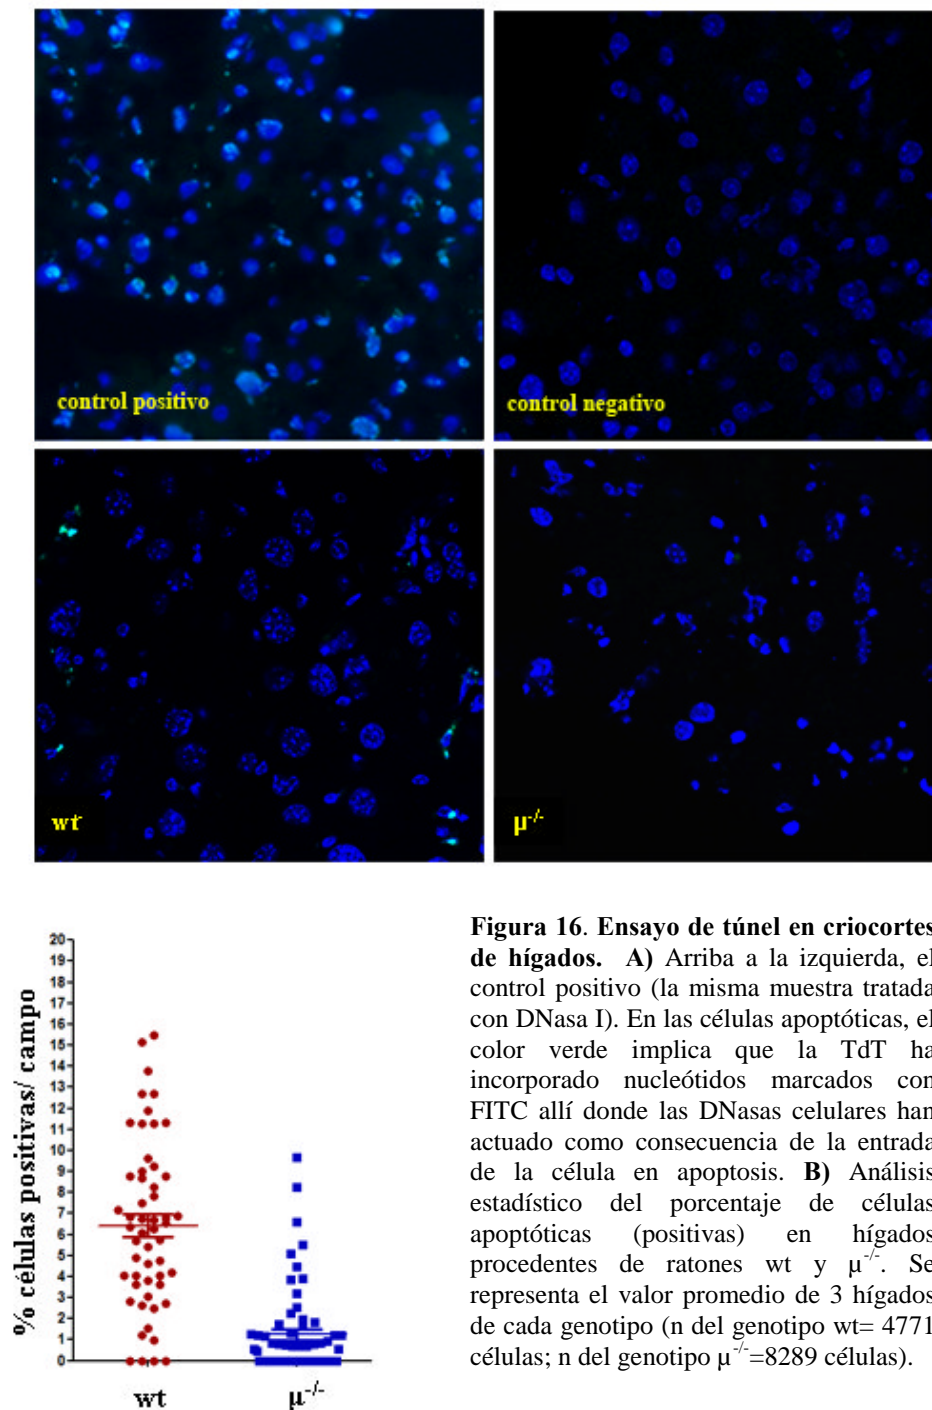 control positivo
control negativo
wt
µ-/-
% células positivas/ campo
20
19
18
17
16
15
14
13
12
11
10
9
8
7
6
5
4
3
2
1
0
wt
µ-/-
Figura 16. Ensayo de túnel en criocortes
de hígados. A) Arriba a la izquierda, el
control positivo (la misma muestra tratada
con DNasa I). En las células apoptóticas, el
color verde implica que la TdT ha
incorporado nucleótidos marcados con
FITC allí donde las DNasas celulares han
actuado como consecuencia de la entrada
de la célula en apoptosis. B) Análisis
estadístico del porcentaje de células
apoptóticas (positivas) en hígados
procedentes de ratones wt y µ-/-. Se
representa el valor promedio de 3 hígados
de cada genotipo (n del genotipo wt= 4771
células; n del genotipo µ-/-=8289 células).